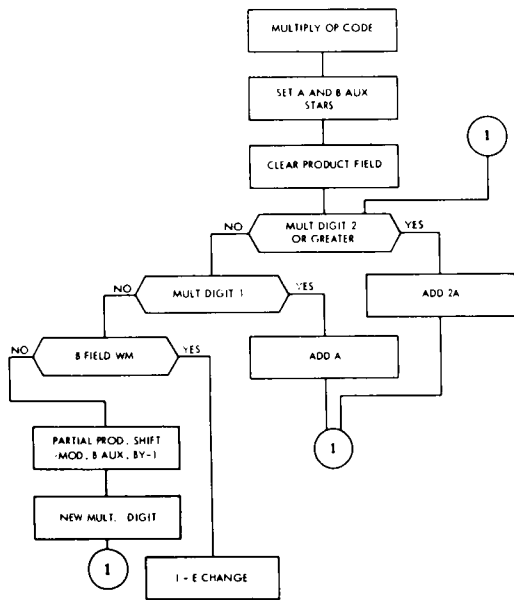 MULTIPLY OP CODE
SET A AND B AUX
STARS
CLEAR PRODUCT FIELD
1
NO
MULT DIGIT 2
OR GREATER
YES
ADD 2A
NO
MULT DIGIT 1
YES
ADD A
NO
B FIELD WM
YES
1
PARTIAL PROD. SHIFT
-MOD. B AUX. BY-1
NEW MULT. DIGIT
1
I - E CHANGE